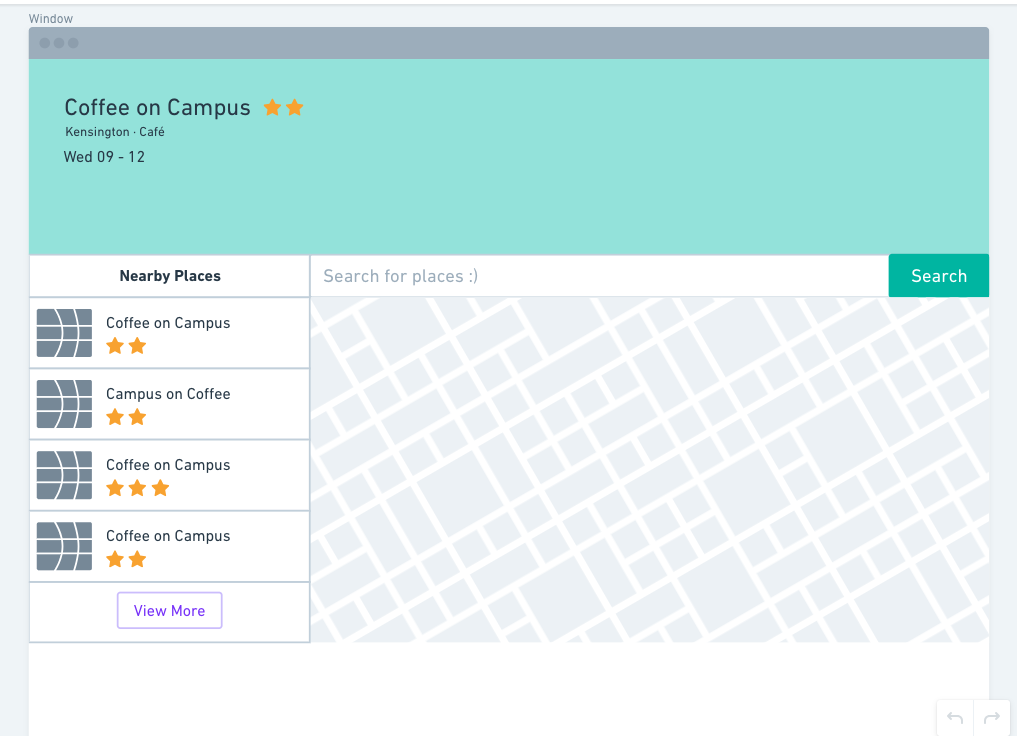 Window
Coffee on Campus
Kensington · Café
Wed 09 - 12
Nearby Places
Search for places :)
Search
Coffee on Campus
Campus on Coffee
Coffee on Campus
Coffee on Campus
View More